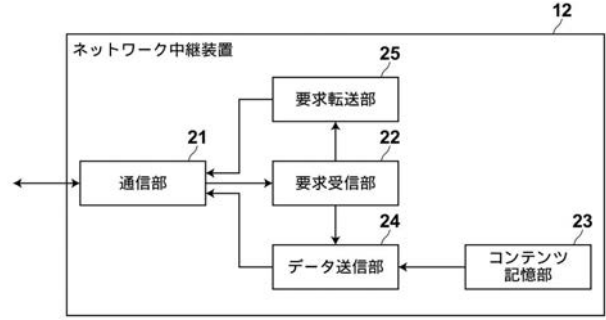 12
ネットワーク中継装置
25
要求転送部
21
22
通信部
要求受信部
24
23
データ送信部
コンテンツ
記憶部